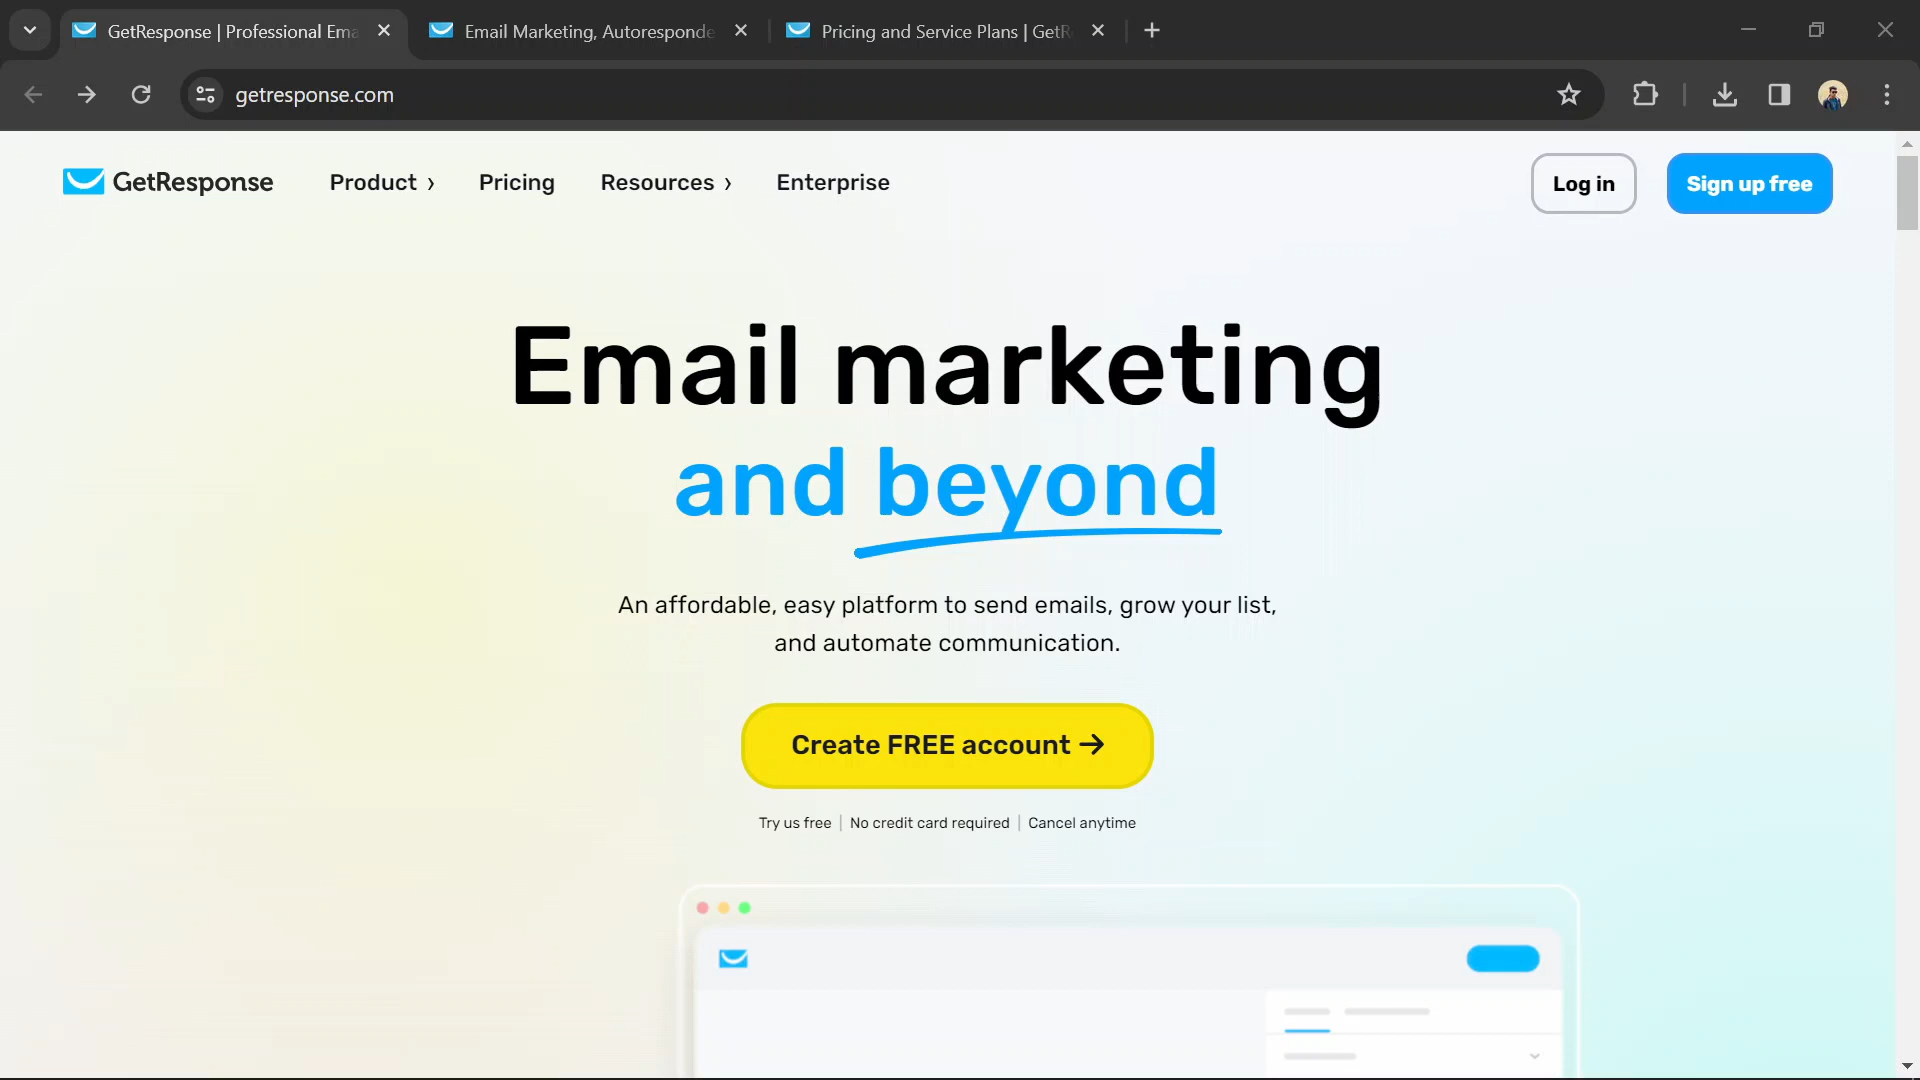 GetResponse | Professional Ema
Email Marketing, Autoresponde
Pricing and Service Plans | GetR
getresponse.com
GetResponse
Product ›
Pricing
Resources ›
Enterprise
Log in
Sign up free
Email marketing
and beyond
An affordable, easy platform to send emails, grow your list,
and automate communication.
Create FREE account →
Try us free | No credit card required | Cancel anytime